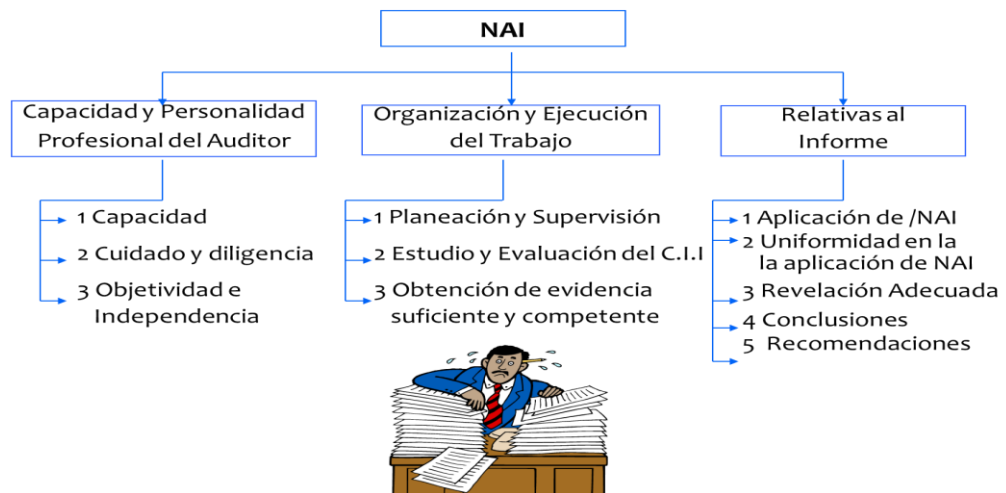 NAI
Capacidad y Personalidad
Profesional del Auditor
Organización y Ejecución
del Trabajo
Relativas al
Informe
1 Capacidad
2 Cuidado y diligencia
3 Objetividad e
Independencia
1 Planeación y Supervisión
2 Estudio y Evaluación del C.I.I
3 Obtención de evidencia
suficiente y competente
1 Aplicación de /NAI
2 Uniformidad en la
la aplicación de NAI
3 Revelación Adecuada
4 Conclusiones
5 Recomendaciones